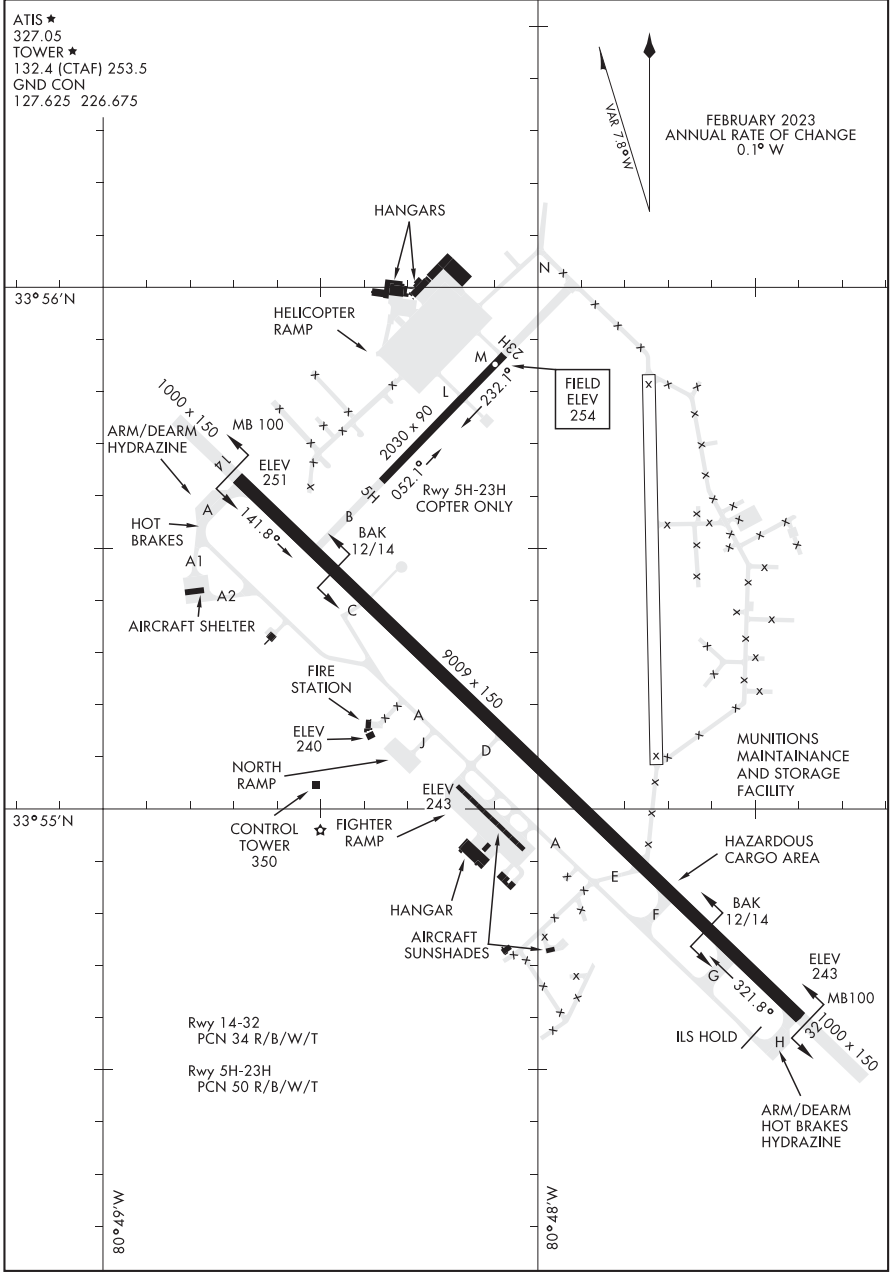 ATIS ★
327.05
TOWER ★
132.4 (CTAF) 253.5
GND CON
127.625 226.675
VAR 7.8° W
FEBRUARY 2023
ANNUAL RATE OF CHANGE
0.1° W
HANGARS
N
33°56'N
HELICOPTER
RAMP
M
23H
FIELD
ELEV
254
L
232.1°
2030 x 90
052.1°
5H
Rwy 5H-23H
COPTER ONLY
1000 x 150
MB 100
ARM/DEARM
HYDRAZINE
14
ELEV
251
A
141.8°
HOT
BRAKES
B
BAK
12/14
A1
A2
C
AIRCRAFT SHELTER
9009 x 150
FIRE
STATION
A
ELEV
240
J
D
NORTH
RAMP
MUNITIONS
MAINTAINANCE
AND STORAGE
FACILITY
ELEV
243
33°55'N
CONTROL
TOWER
350
FIGHTER
RAMP
A
HAZARDOUS
CARGO AREA
E
HANGAR
F
BAK
12/14
AIRCRAFT
SUNSHADES
G
321.8°
ELEV
243
MB100
32
1000 x 150
Rwy 14-32
PCN 34 R/B/W/T
ILS HOLD
H
Rwy 5H-23H
PCN 50 R/B/W/T
ARM/DEARM
HOT BRAKES
HYDRAZINE
80°49'W
80°48'W